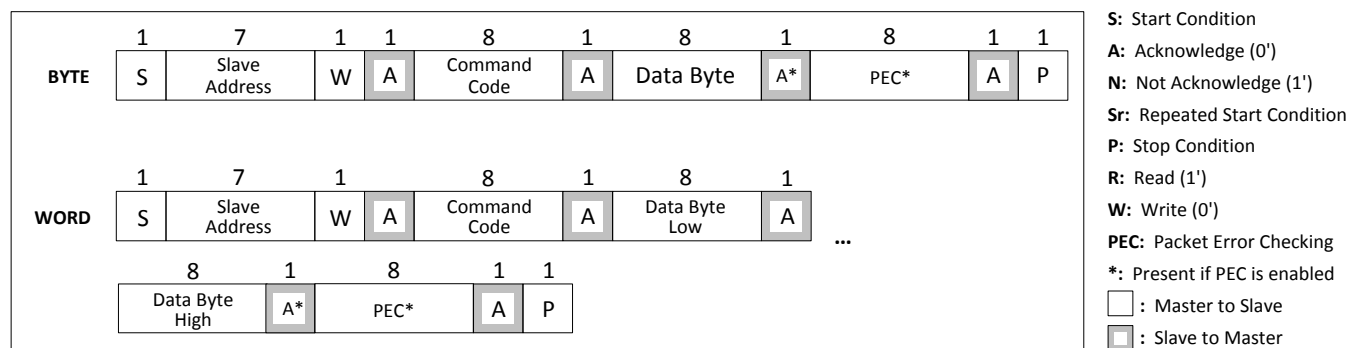 1 7 1 1 8 1 8 1 8 1 1
BYTE S Slave Address W A Command Code A Data Byte A* PEC* A P
1 7 1 8 1 8 1
WORD S Slave Address W A Command Code A Data Byte Low A ...
8 1 8 1 1
Data Byte High A* PEC* A P
S: Start Condition
A: Acknowledge (0')
N: Not Acknowledge (1')
Sr: Repeated Start Condition
P: Stop Condition
R: Read (1')
W: Write (0')
PEC: Packet Error Checking
*: Present if PEC is enabled
: Master to Slave
: Slave to Master